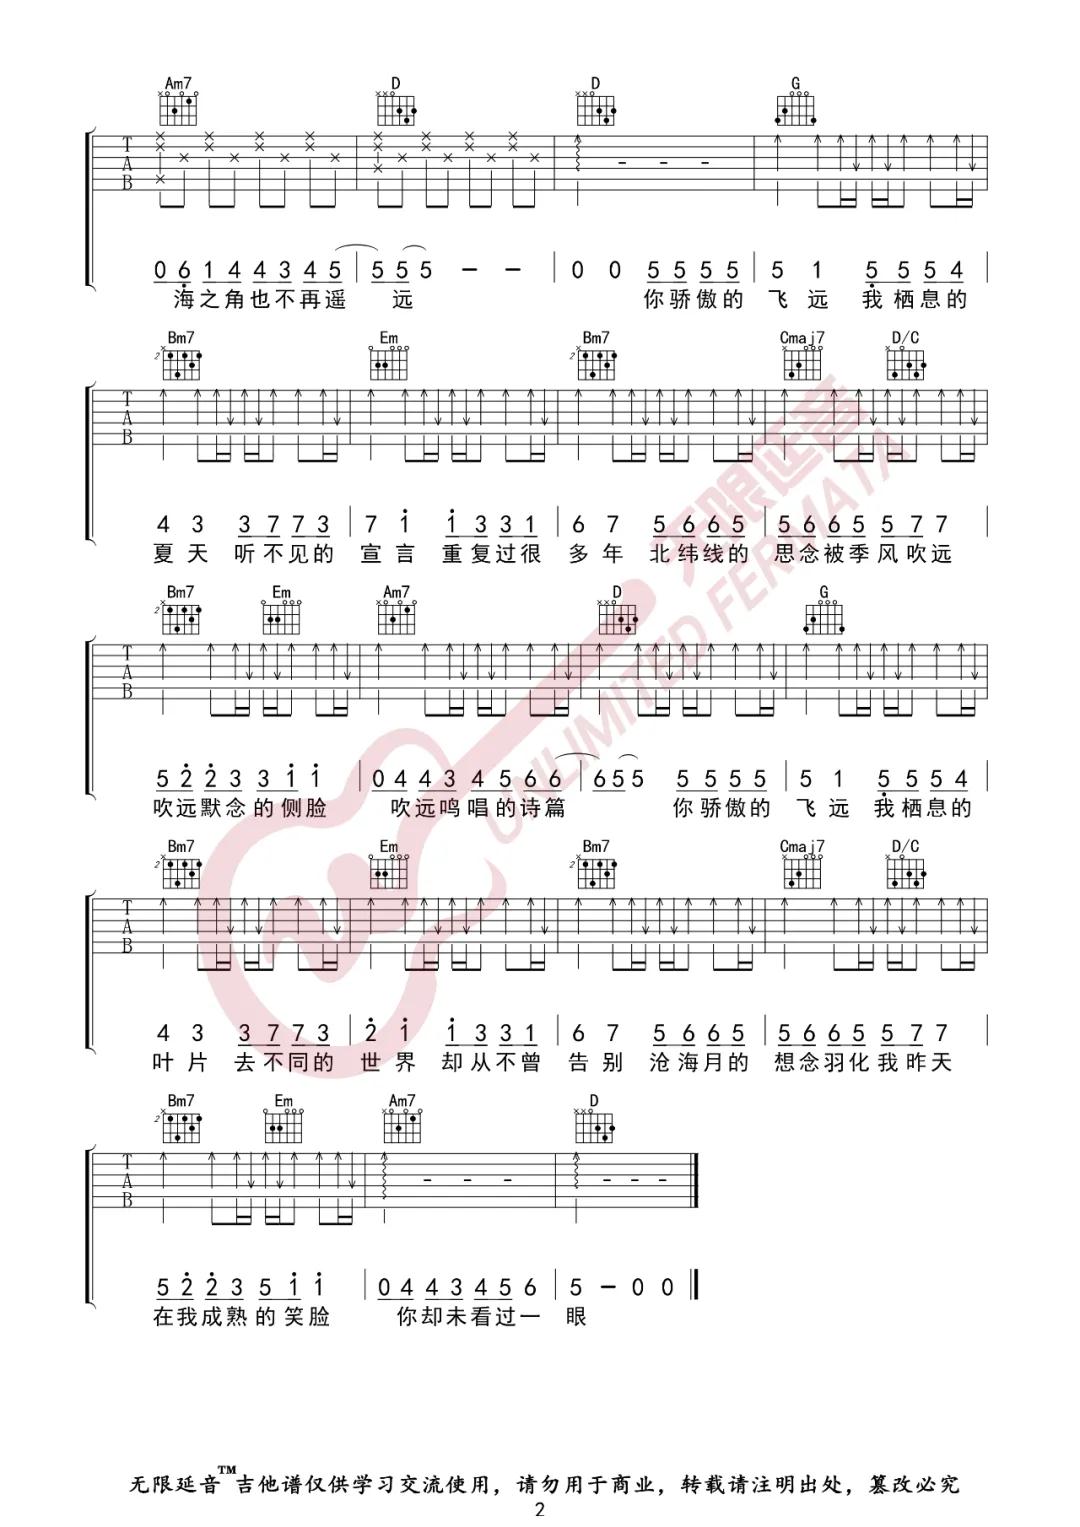 Am7 D D G
T
A
B
0 6 1 4 4 3 4 5 5 5 5 — — 0 0 5 5 5 5 5 1 5 5 5 4
海之角也不再遥 远 你骄傲的 飞远 我栖息的
Bm7 Em Bm7 Cmaj7 D/C
2 2
T
A
B
4 3 3 7 7 3 7 1 1 3 3 1 6 7 5 6 6 5 5 6 6 5 5 7 7
夏天 听不见的 宣言 重复过很 多年 北纬线的 思念被季风吹远
Bm7 Em Am7 D G
2
T
A
B
5 2 2 3 3 1 1 0 4 4 3 4 5 6 6 6 5 5 5 5 5 5 5 1 5 5 5 4
吹远默念的侧脸 吹远鸣唱的诗篇 你骄傲的 飞远 我栖息的
Bm7 Em Bm7 Cmaj7 D/C
2 2
T
A
B
4 3 3 7 7 3 2 1 1 3 3 1 6 7 5 6 6 5 5 6 6 5 5 7 7
叶片 去不同的 世界 却从不曾 告别 沧海月的 想念羽化我昨天
Bm7 Em Am7 D
2
T
A
B
5 2 2 3 5 1 1 0 4 4 3 4 5 6 5 — 0 0
在我成熟的笑脸 你却未看过一 眼
无限延音
UNLIMITED FERMATA
无限延音™吉他谱仅供学习交流使用，请勿用于商业，转载请注明出处，篡改必究
2